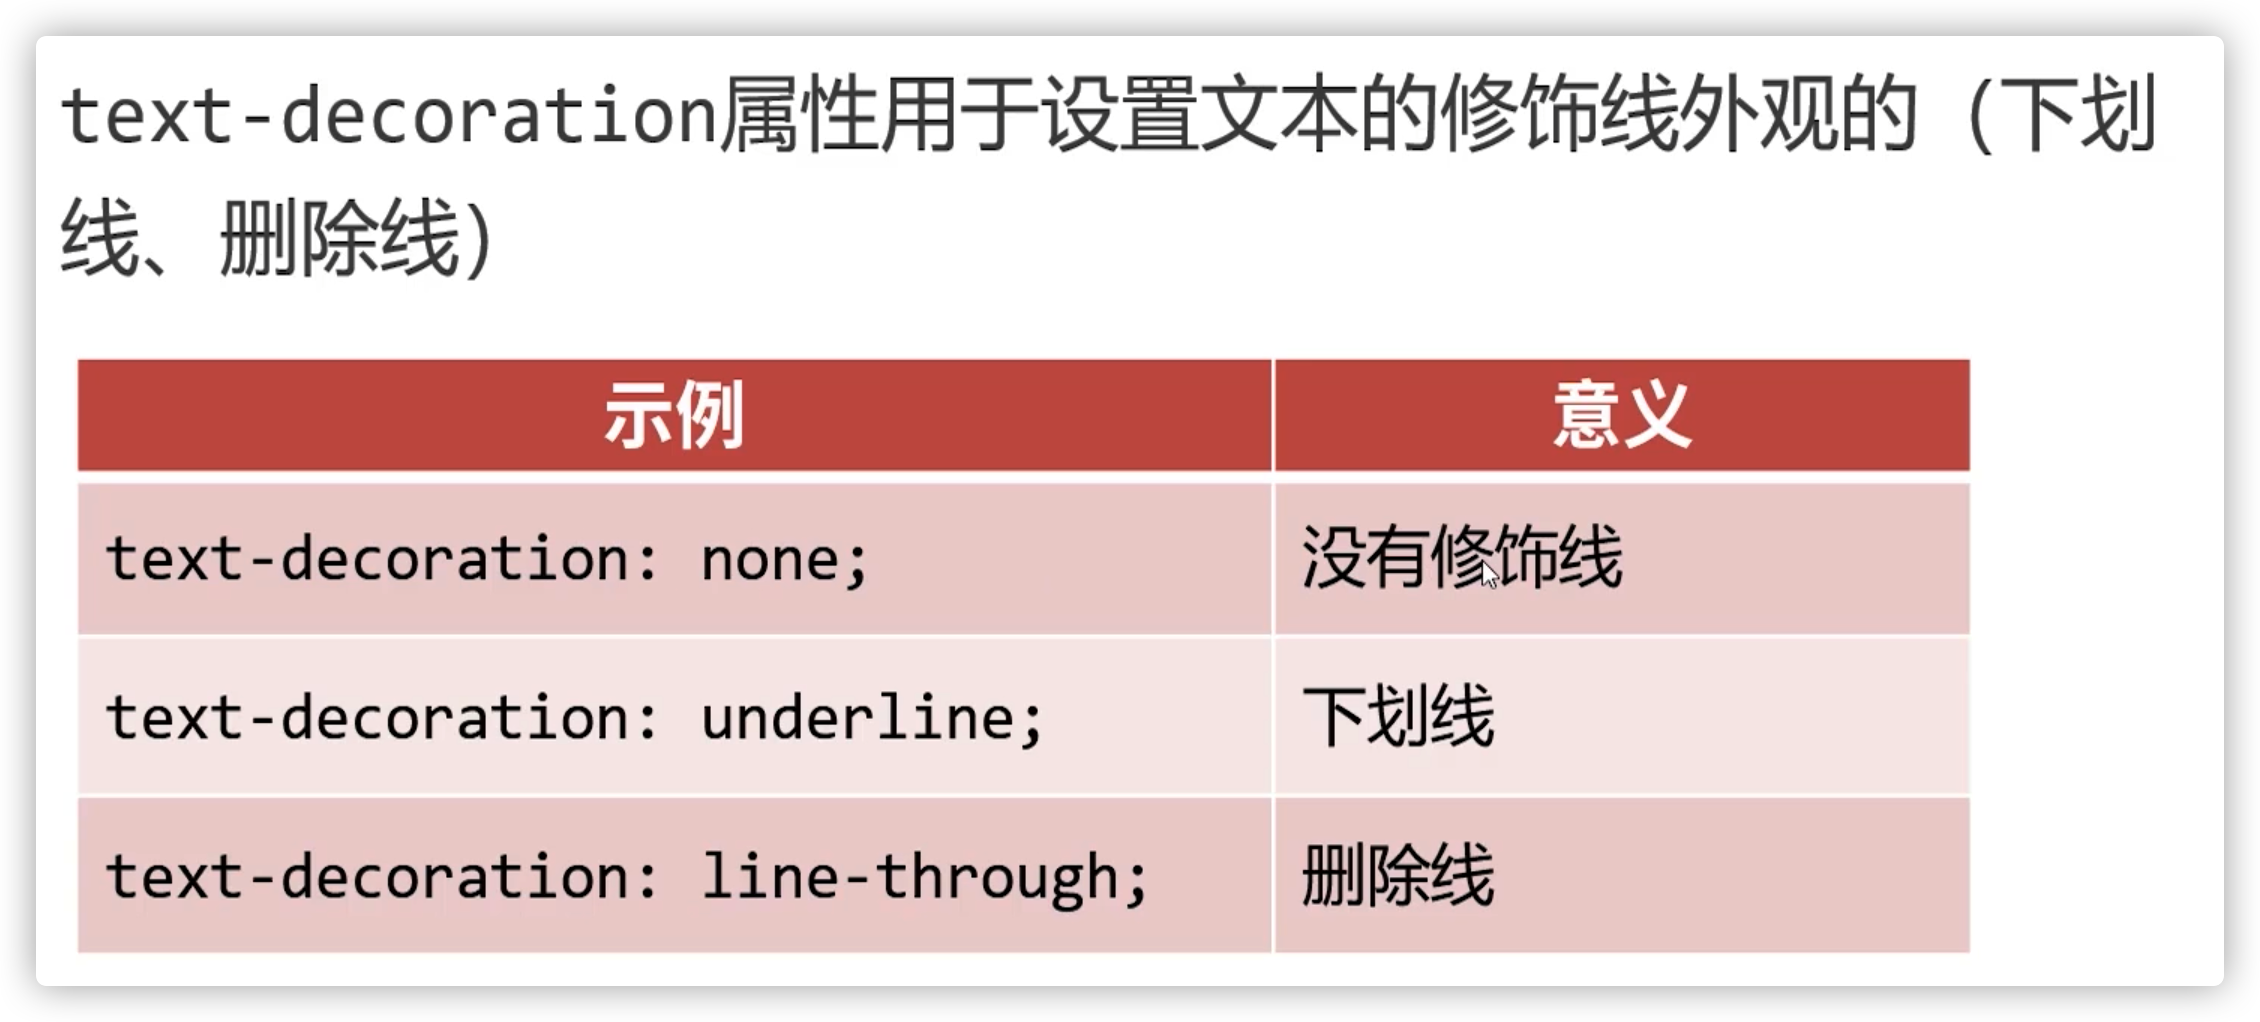 text-decoration属性用于设置文本的修饰线外观的（下划
线、删除线）
示例 意义
text-decoration: none; 没有修饰线
text-decoration: underline; 下划线
text-decoration: line-through; 删除线